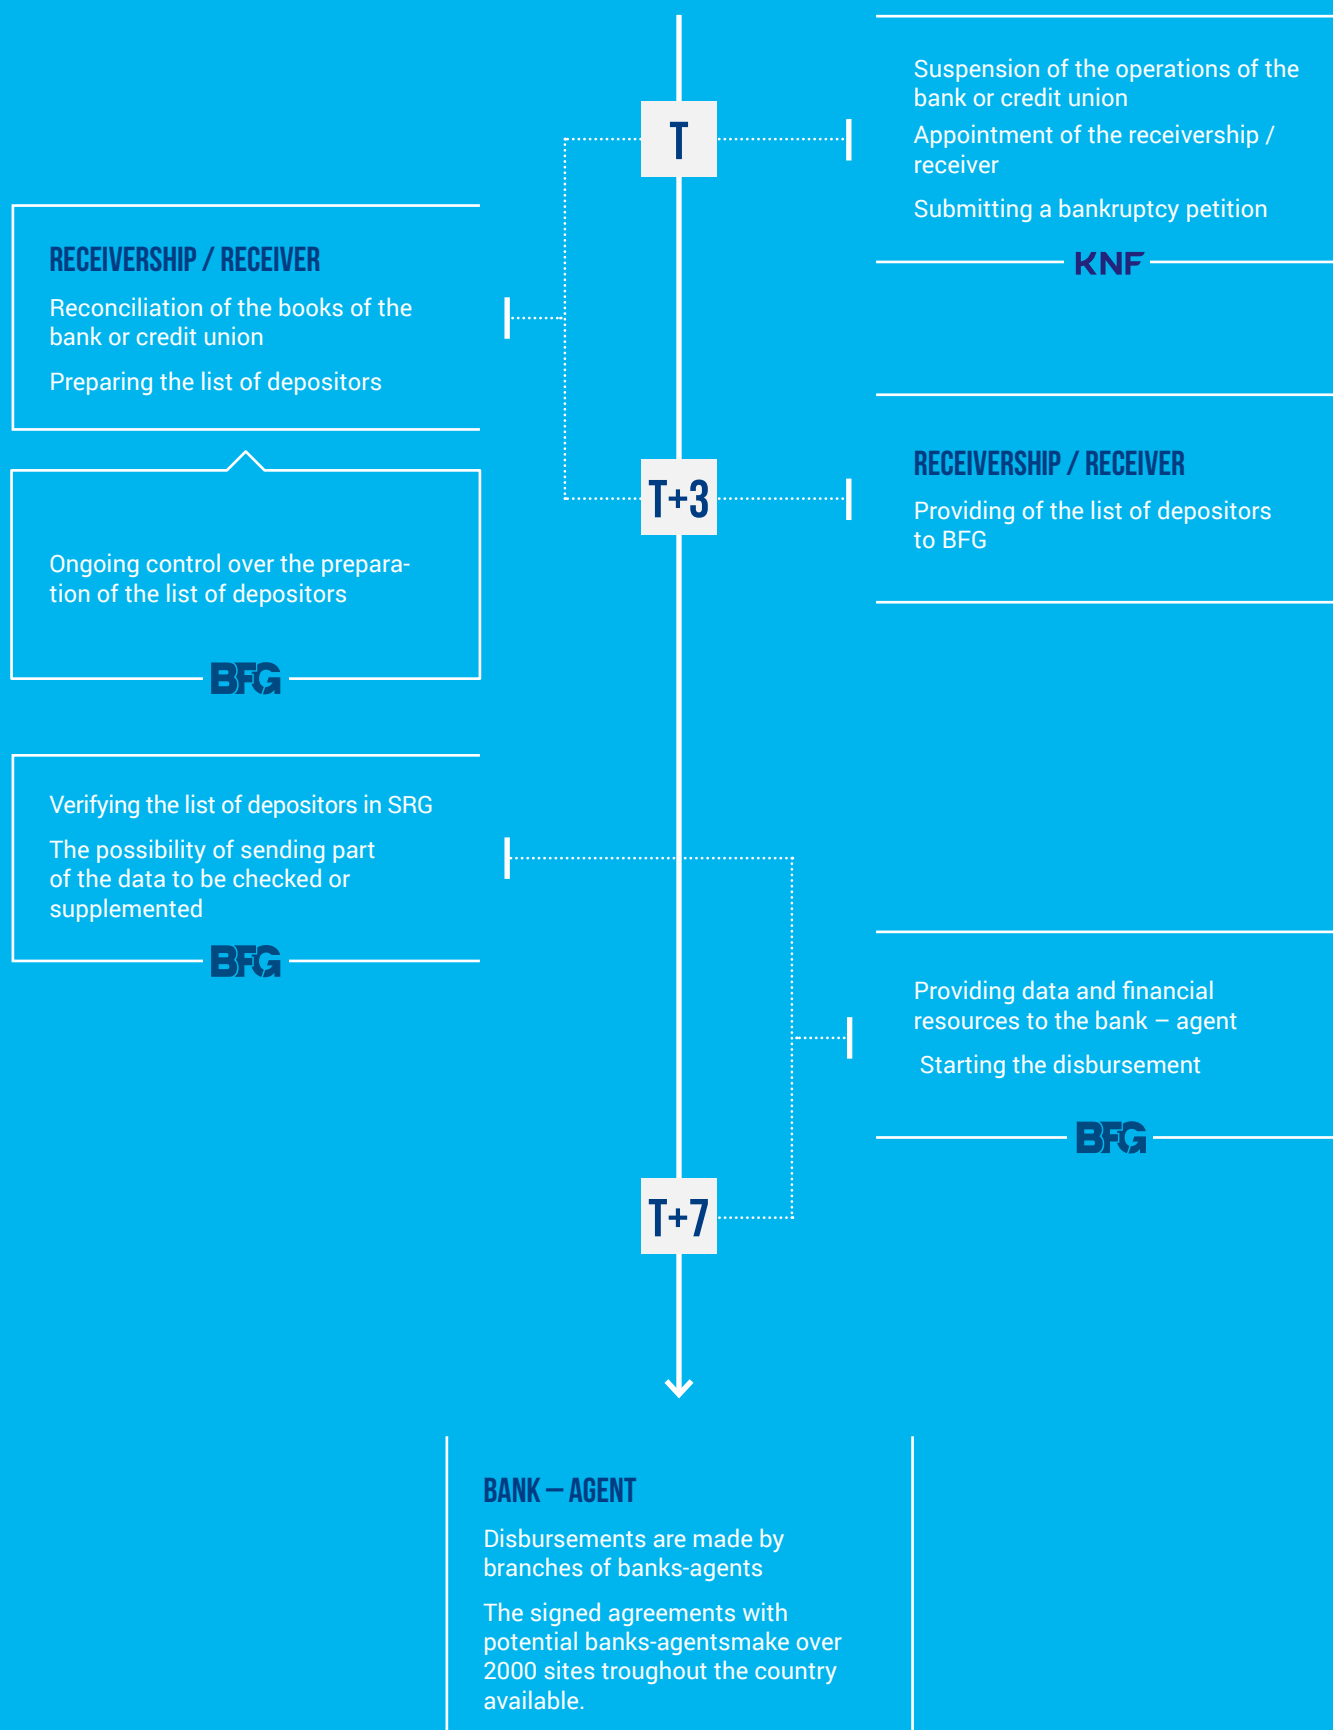 T
Suspension of the operations of the
bank or credit union
Appointment of the receivership /
receiver
Submitting a bankruptcy petition
KNF
RECEIVERSHIP / RECEIVER
Reconciliation of the books of the
bank or credit union
Preparing the list of depositors
Ongoing control over the prepara-
tion of the list of depositors
BFG
T+3
RECEIVERSHIP / RECEIVER
Providing of the list of depositors
to BFG
Verifying the list of depositors in SRG
The possibility of sending part
of the data to be checked or
supplemented
BFG
Providing data and financial
resources to the bank – agent
Starting the disbursement
BFG
T+7
BANK – AGENT
Disbursements are made by
branches of banks-agents
The signed agreements with
potential banks-agentsmake over
2000 sites troughout the country
available.